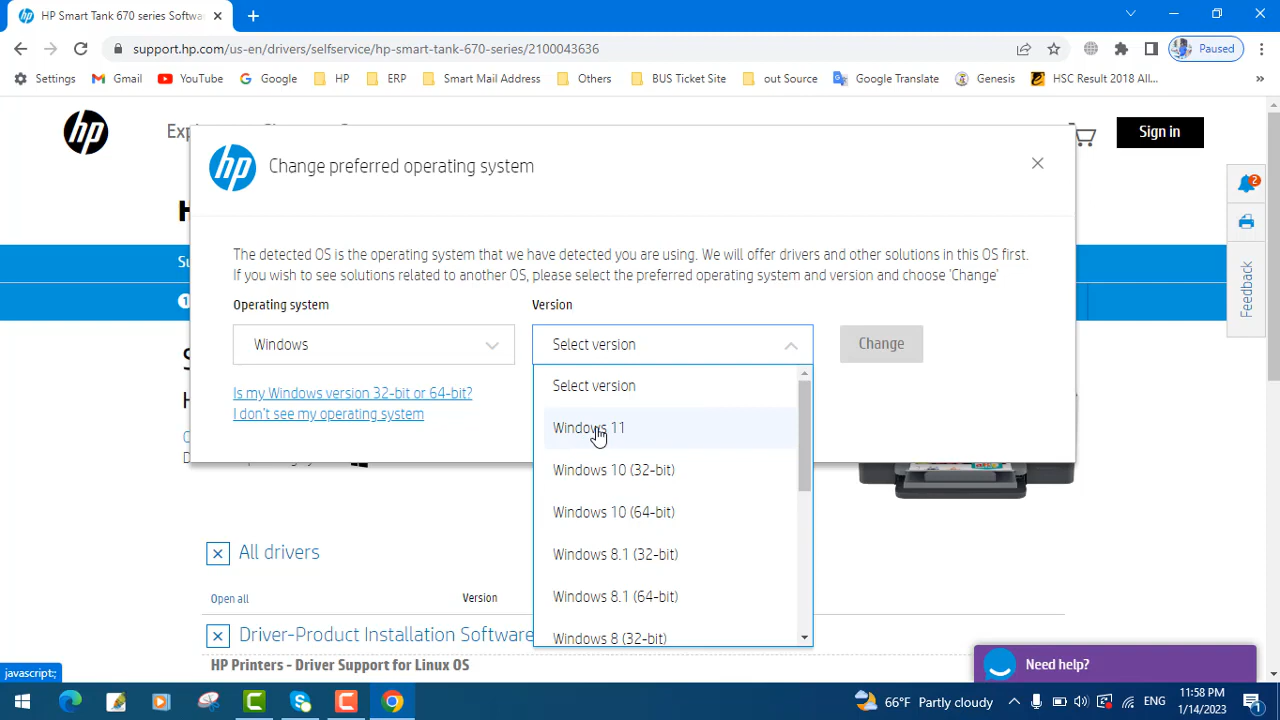 HP Smart Tank 670 series Softwa
support.hp.com/us-en/drivers/selfservice/hp-smart-tank-670-series/2100043636
Paused
Settings Gmail YouTube Google HP ERP Smart Mail Address Others BUS Ticket Site out Source Google Translate Genesis HSC Result 2018 All... »
hp
Sign in
hp Change preferred operating system
2
The detected OS is the operating system that we have detected you are using. We will offer drivers and other solutions in this OS first.
If you wish to see solutions related to another OS, please select the preferred operating system and version and choose 'Change'
Feedback
Operating system Version
Windows Select version Change
Is my Windows version 32-bit or 64-bit?
I don't see my operating system
Select version
Windows 11
Windows 10 (32-bit)
Windows 10 (64-bit)
Windows 8.1 (32-bit)
Windows 8.1 (64-bit)
Windows 8 (32-bit)
All drivers
Open all Version
Driver-Product Installation Software
HP Printers - Driver Support for Linux OS
Need help?
javascript:;
66°F Partly cloudy ENG 11:58 PM
1/14/2023